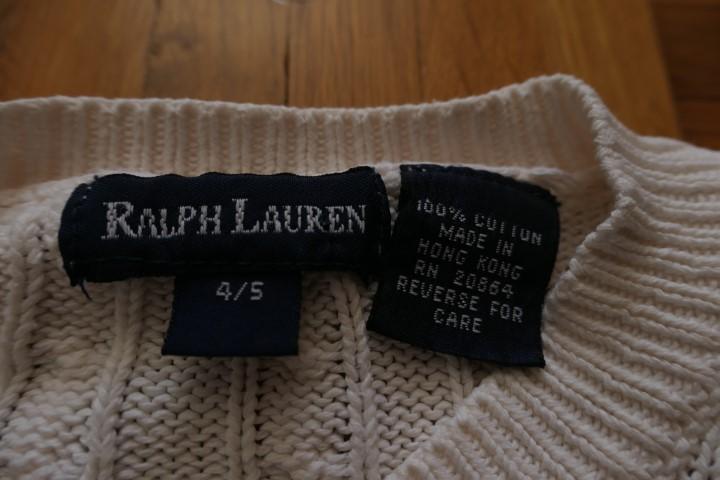 RALPH LAUREN
4/5
100% COTTON
MADE IN
HONG KONG
RN 20864
REVERSE FOR
CARE